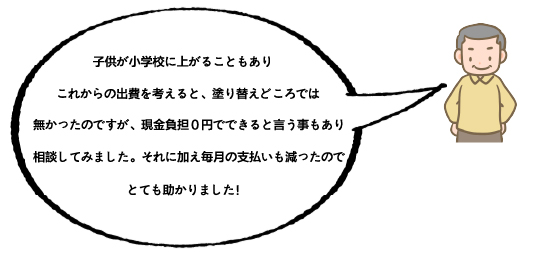 子供が小学校に上がることもあり
これからの出費を考えると、塗り替えどころでは
無かったのですが、現金負担０円でできると言う事もあり
相談してみました。それに加え毎月の支払いも減ったので
とても助かりました!